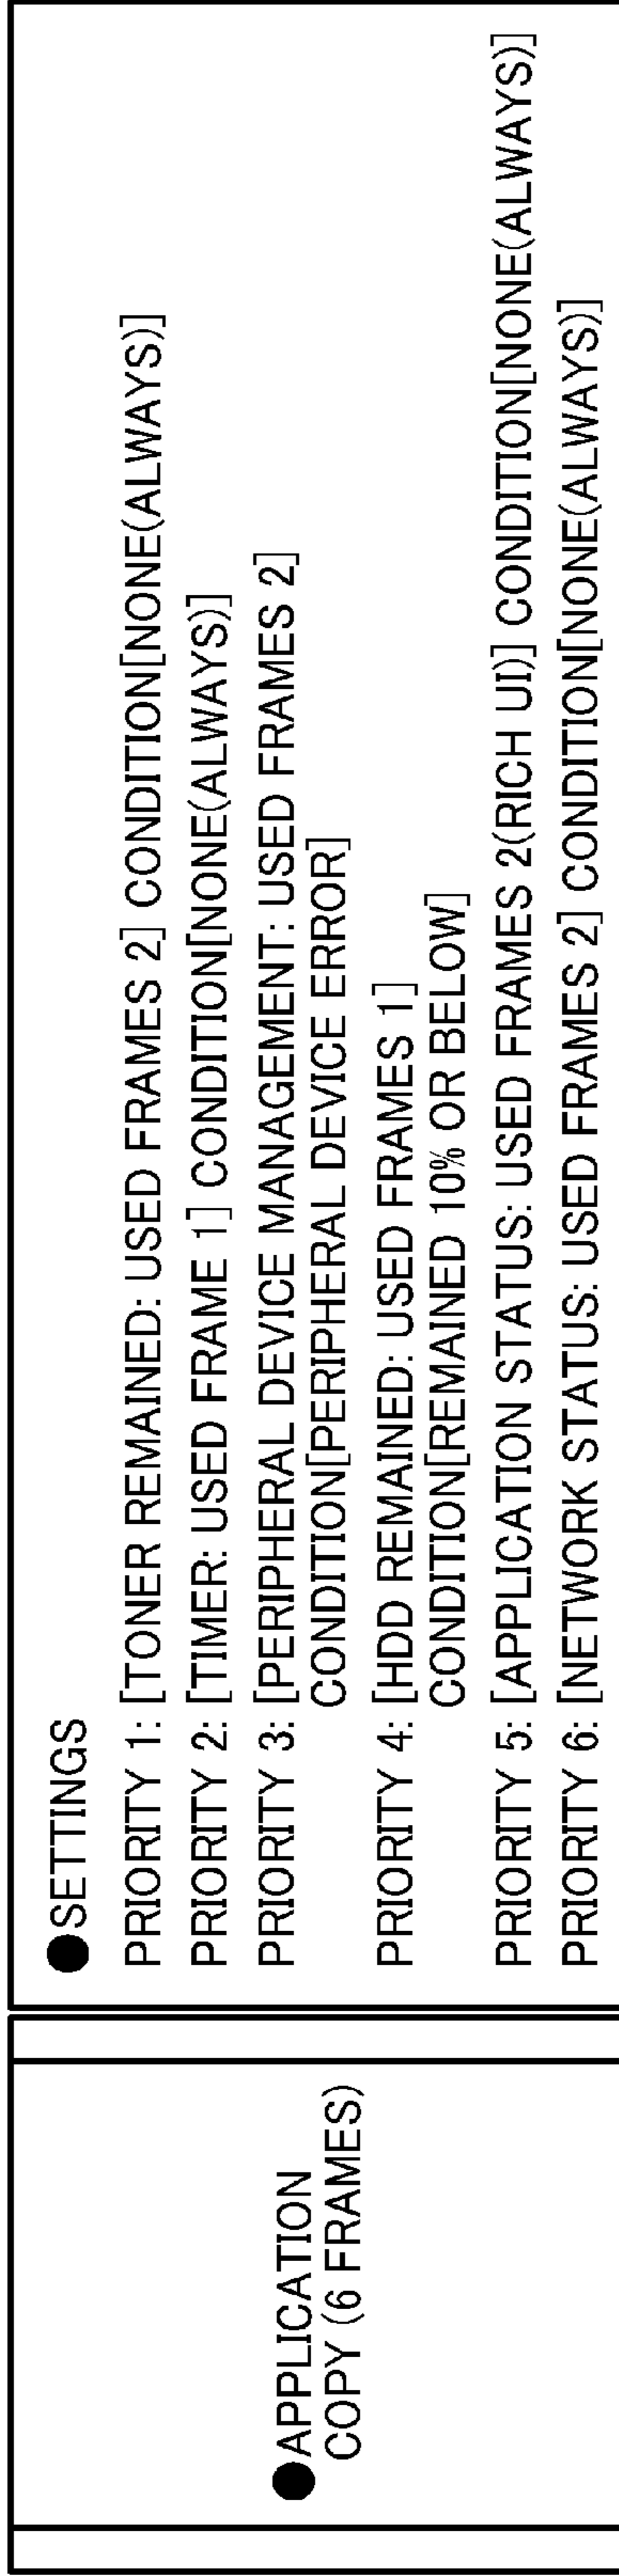 ●APPLICATION
COPY (6 FRAMES)
●SETTINGS
PRIORITY 1: [TONER REMAINED: USED FRAMES 2] CONDITION[NONE(ALWAYS)]
PRIORITY 2: [TIMER: USED FRAME 1] CONDITION[NONE(ALWAYS)]
PRIORITY 3: [PERIPHERAL DEVICE MANAGEMENT: USED FRAMES 2]
CONDITION[PERIPHERAL DEVICE ERROR]
PRIORITY 4: [HDD REMAINED: USED FRAMES 1]
CONDITION[REMAINED 10% OR BELOW]
PRIORITY 5: [APPLICATION STATUS: USED FRAMES 2(RICH UI)] CONDITION[NONE(ALWAYS)]
PRIORITY 6: [NETWORK STATUS: USED FRAMES 2] CONDITION[NONE(ALWAYS)]